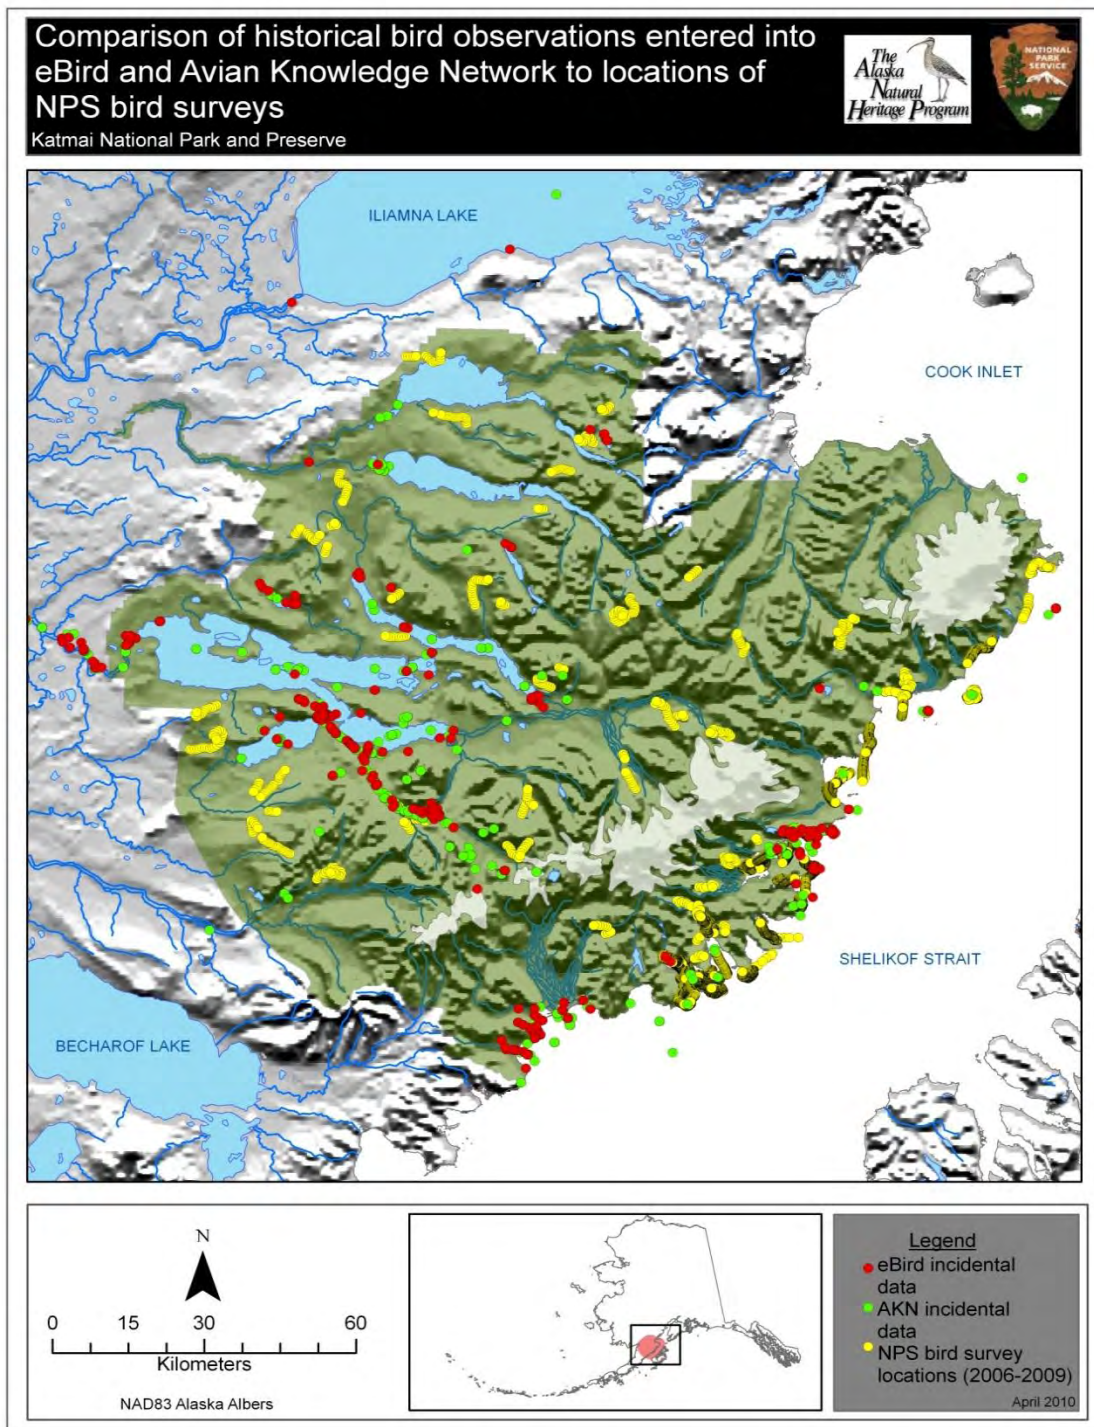 Comparison of historical bird observations entered into
eBird and Avian Knowledge Network to locations of
NPS bird surveys
Katmai National Park and Preserve
The
Alaska
Natural
Heritage Program
NATIONAL
PARK
SERVICE
ILIAMNA LAKE
COOK INLET
SHELIKOF STRAIT
BECHAROF LAKE
N
0 15 30 60
Kilometers
NAD83 Alaska Albers
Legend
eBird incidental
data
AKN incidental
data
NPS bird survey
locations (2006-2009)
April 2010